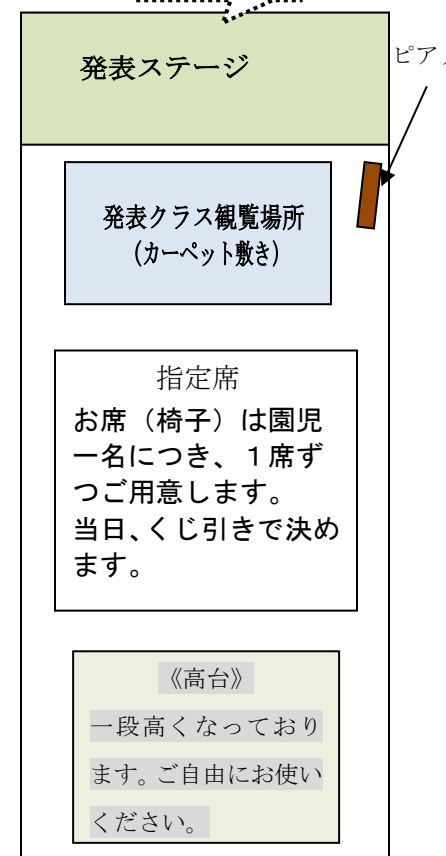 発表ステージ
ピア
発表クラス観覧場所
(カーペット敷き)
指定席
お席（椅子）は園児
一名につき、１席ず
つご用意します。
当日、くじ引きで決め
ます。
《高台》
一段高くなっており
ます。ご自由にお使い
ください。